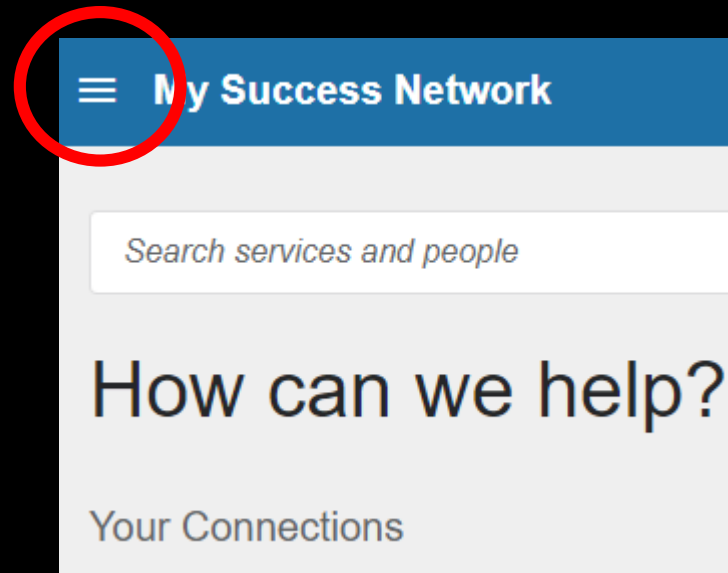 My Success Network
Search services and people
How can we help?
Your Connections